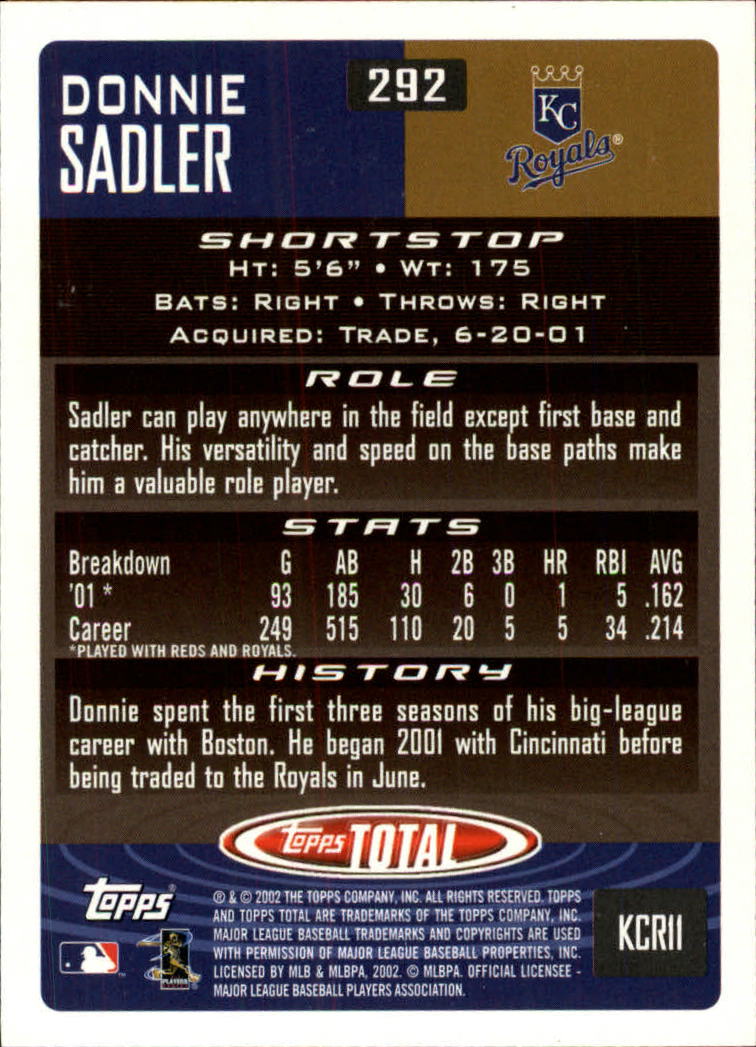 DONNIE
SADLER
292
KC
Royals®
SHORTSTOP
HT: 5'6" • WT: 175
BATS: RIGHT • THROWS: RIGHT
ACQUIRED: TRADE, 6-20-01
ROLE
Sadler can play anywhere in the field except first base and
catcher. His versatility and speed on the base paths make
him a valuable role player.
STATS
Breakdown G AB H 2B 3B HR RBI AVG
'01 * 93 185 30 6 0 1 5 .162
Career 249 515 110 20 5 5 34 .214
*PLAYED WITH REDS AND ROYALS.
HISTORY
Donnie spent the first three seasons of his big-league
career with Boston. He began 2001 with Cincinnati before
being traded to the Royals in June.
topps TOTAL
topps®
® & © 2002 THE TOPPS COMPANY, INC. ALL RIGHTS RESERVED. TOPPS
AND TOPPS TOTAL ARE TRADEMARKS OF THE TOPPS COMPANY, INC.
MAJOR LEAGUE BASEBALL TRADEMARKS AND COPYRIGHTS ARE USED
WITH PERMISSION OF MAJOR LEAGUE BASEBALL PROPERTIES, INC.
LICENSED BY MLB & MLBPA, 2002. © MLBPA. OFFICIAL LICENSEE -
MAJOR LEAGUE BASEBALL PLAYERS ASSOCIATION.
PLAYERS
KCR11